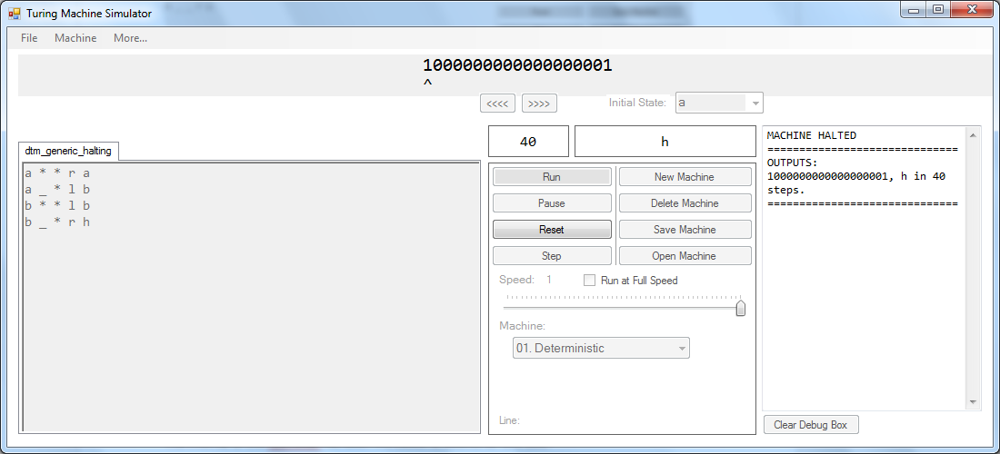 Turing Machine Simulator
File Machine More...
1000000000000000001
^
<<<< >>>> Initial State: a
dtm_generic_halting
a * * r a
a _ * l b
b * * l b
b _ * r h
40 h
Run New Machine
Pause Delete Machine
Reset Save Machine
Step Open Machine
Speed: 1 Run at Full Speed
Machine:
01. Deterministic
Line:
MACHINE HALTED
==============================
OUTPUTS:
1000000000000000001, h in 40
steps.
==============================
Clear Debug Box